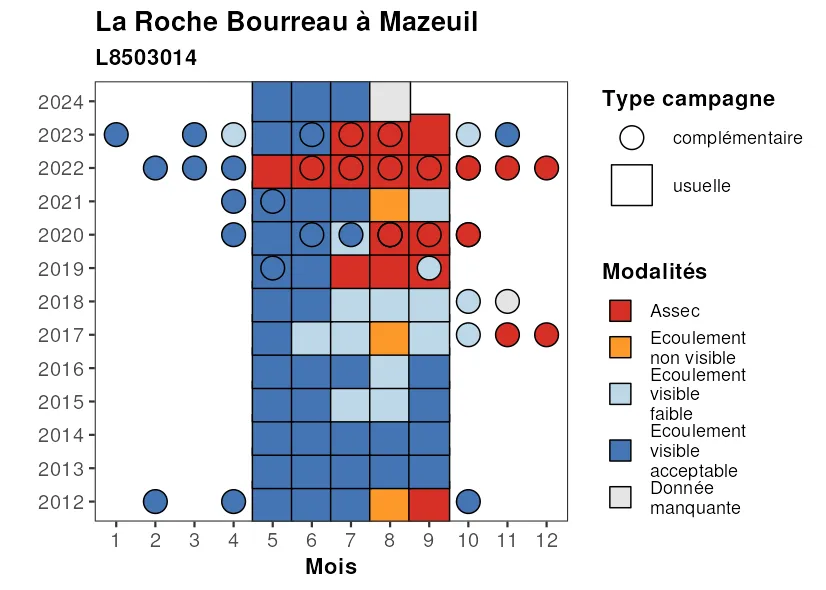 La Roche Bourreau à Mazeuil
L8503014
2024
2023
2022
2021
2020
2019
2018
2017
2016
2015
2014
2013
2012
1 2 3 4 5 6 7 8 9 10 11 12
Mois
Type campagne
complémentaire
usuelle
Modalités
Assec
Ecoulement
non visible
Ecoulement
visible
faible
Ecoulement
visible
acceptable
Donnée
manquante